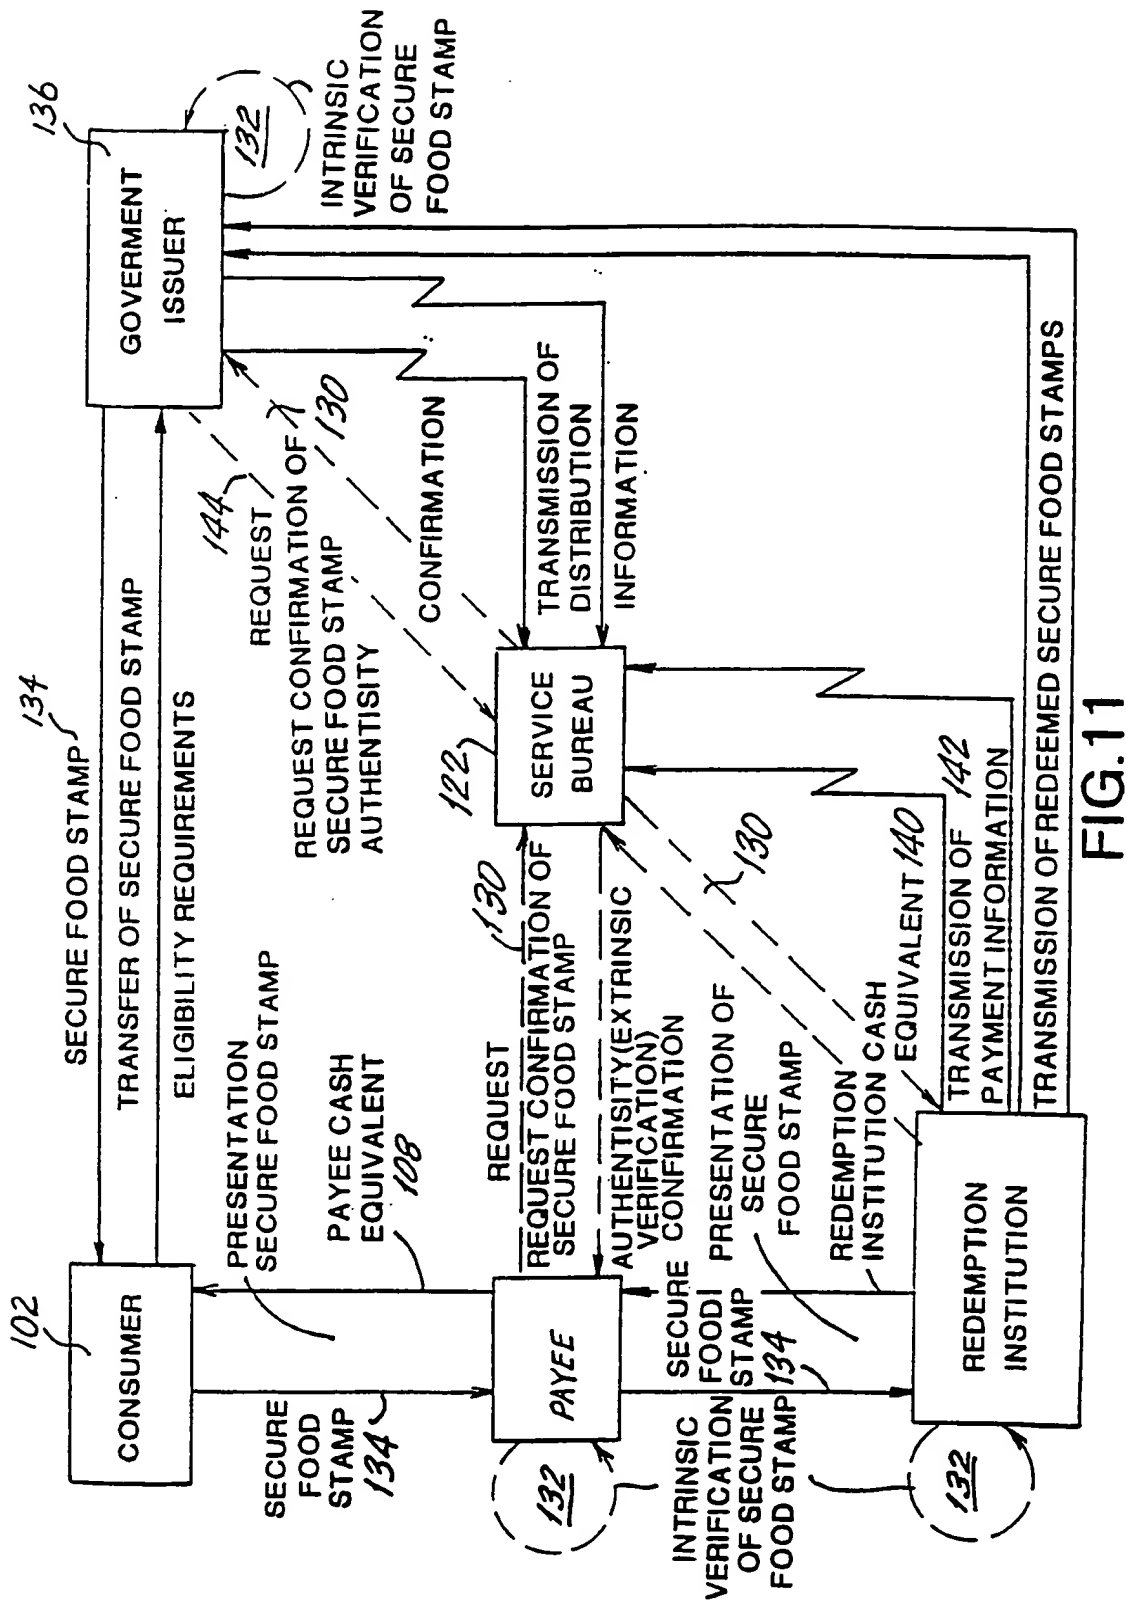 102
CONSUMER
SECURE FOOD STAMP 134
TRANSFER OF SECURE FOOD STAMP
ELIGIBILITY REQUIREMENTS
136
GOVERMENT
ISSUER
132
INTRINSIC
VERIFICATION
OF SECURE
FOOD STAMP
PRESENTATION
SECURE FOOD STAMP
PAYEE CASH
EQUIVALENT
108
SECURE
FOOD
STAMP
134
144
REQUEST
REQUEST CONFIRMATION OF
SECURE FOOD STAMP
AUTHENTISITY
130
CONFIRMATION
TRANSMISSION OF
DISTRIBUTION
INFORMATION
122
SERVICE
BUREAU
PAYEE
132
REQUEST
130
REQUEST CONFIRMATION OF
SECURE FOOD STAMP
AUTHENTISITY(EXTRINSIC
VERIFICATION)
CONFIRMATION
130
SECURE
FOODI
STAMP
134
PRESENTATION OF
SECURE
FOOD STAMP
REDEMPTION
INSTITUTION CASH
EQUIVALENT 140
INTRINSIC
VERIFICATION
OF SECURE
FOOD STAMP
132
REDEMPTION
INSTITUTION
TRANSMISSION OF
PAYMENT INFORMATION
142
TRANSMISSION OF REDEEMED SECURE FOOD STAMPS
FIG.11